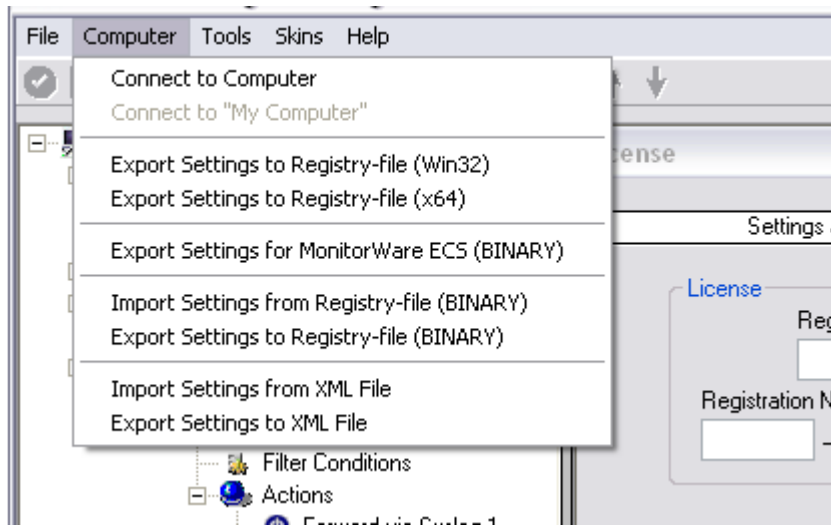 File Computer Tools Skins Help
Connect to Computer
Connect to "My Computer"
Export Settings to Registry-file (Win32)
Export Settings to Registry-file (x64)
Export Settings for MonitorWare ECS (BINARY)
Import Settings from Registry-file (BINARY)
Export Settings to Registry-file (BINARY)
Import Settings from XML File
Export Settings to XML File
Settings
License
Registration
Filter Conditions
Actions